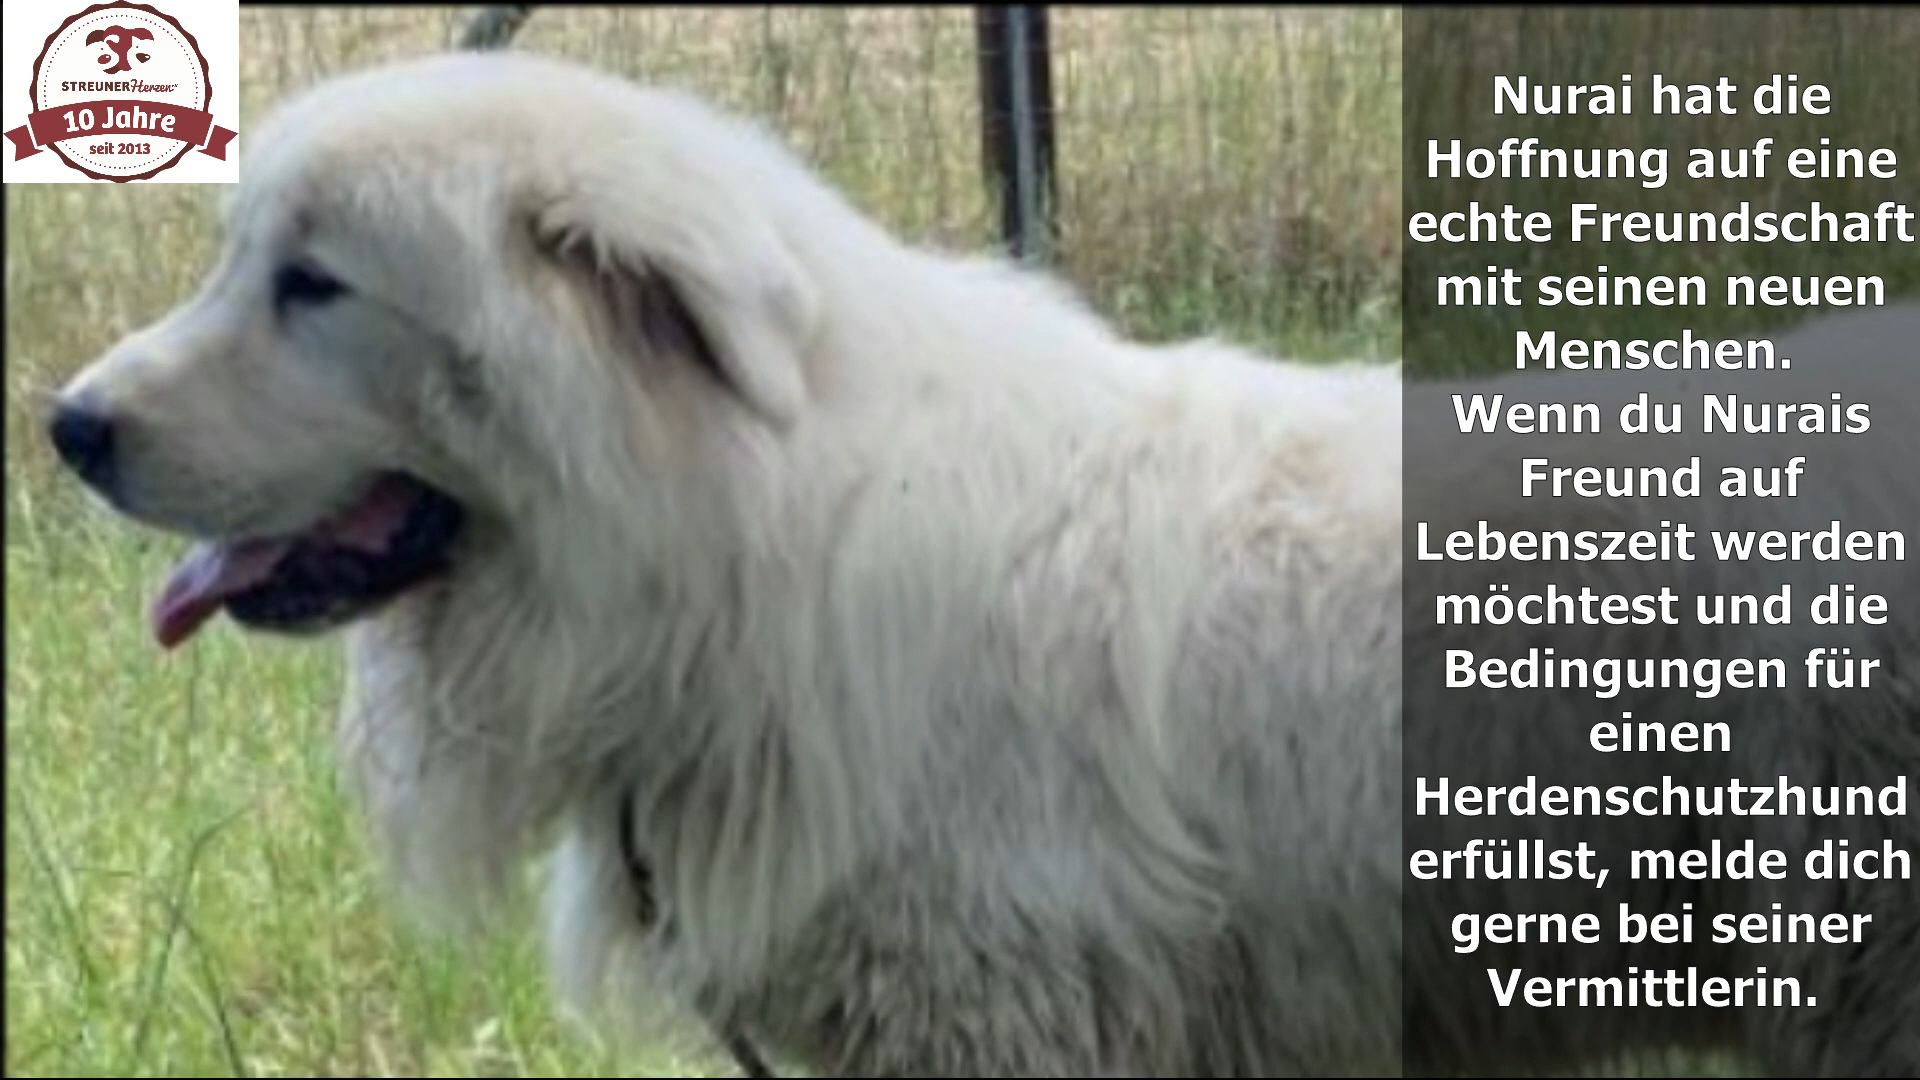 STREUNERHerzen
10 Jahre
seit 2013
Nurai hat die
Hoffnung auf eine
echte Freundschaft
mit seinen neuen
Menschen.
Wenn du Nurais
Freund auf
Lebenszeit werden
möchtest und die
Bedingungen für
einen
Herdenschutzhund
erfüllst, melde dich
gerne bei seiner
Vermittlerin.